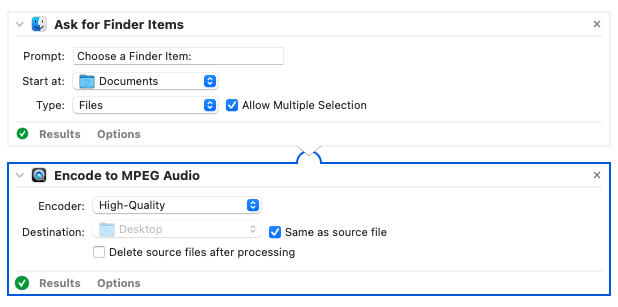 Ask for Finder Items
Prompt: Choose a Finder Item:
Start at: Documents
Type: Files Allow Multiple Selection
Results Options
Encode to MPEG Audio
Encoder: High-Quality
Destination: Desktop Same as source file
Delete source files after processing
Results Options